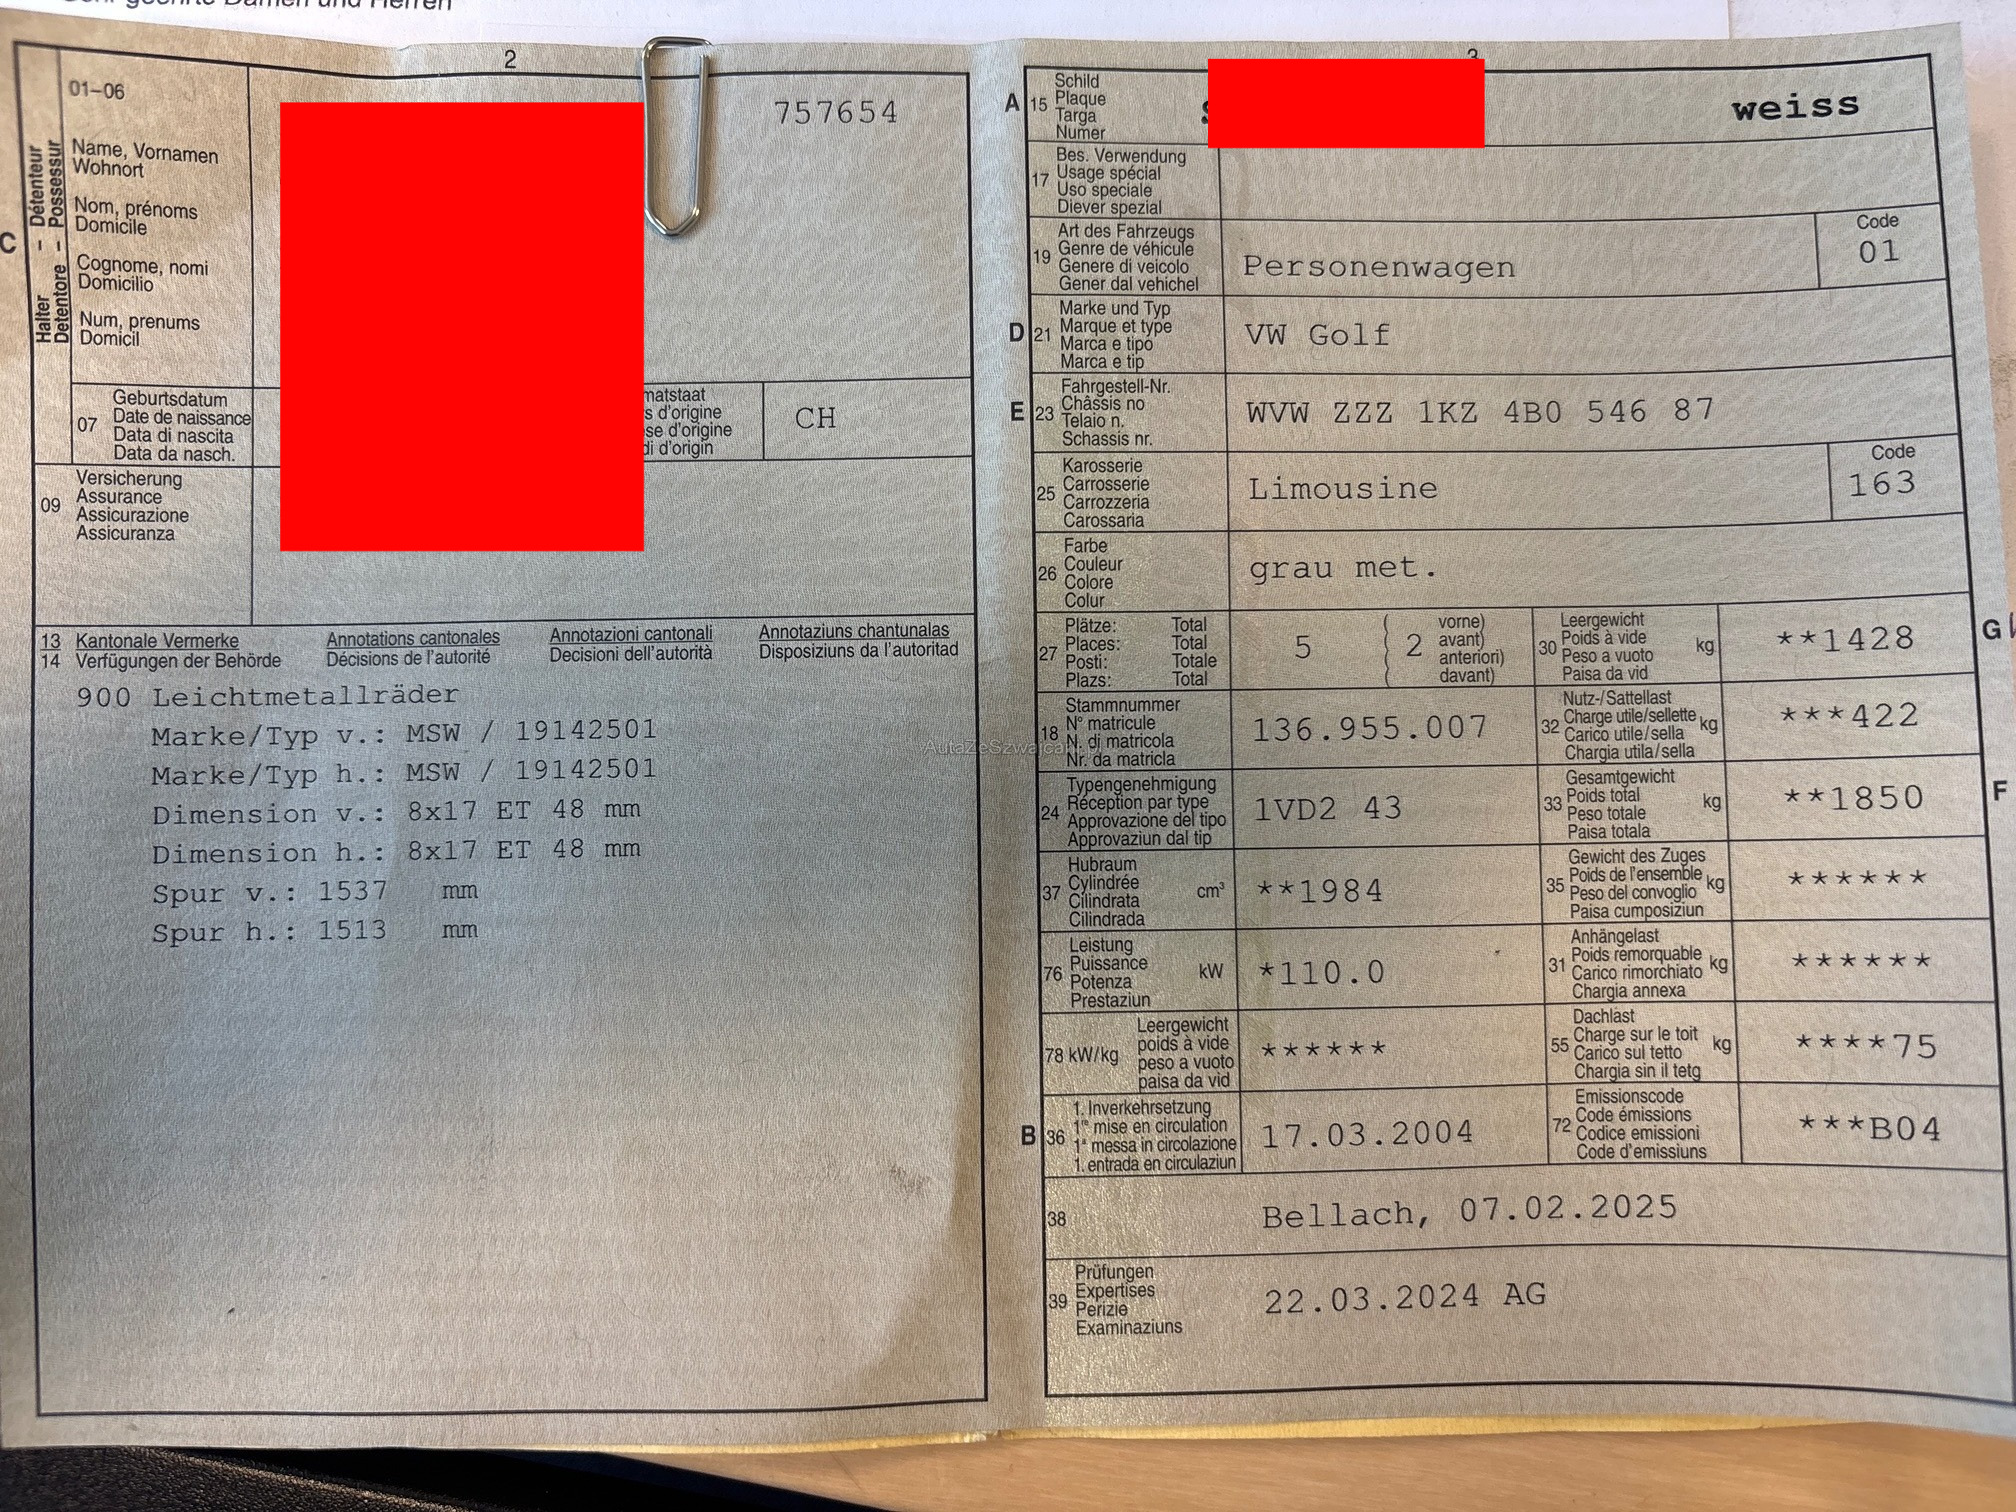 Sehr geehrte Damen und Herren
2
01–06
757654
Name, Vornamen
Wohnort
Nom, prénoms
Domicile
Cognome, nomi
Domicilio
Num, prenums
Domicil
C
Halter – Détenteur
Detentore – Possessur
07
Geburtsdatum
Date de naissance
Data di nascita
Data da nasch.
matstaat
s d'origine
se d'origine
di d'origin
CH
09
Versicherung
Assurance
Assicurazione
Assicuranza
13 Kantonale Vermerke Annotations cantonales Annotazioni cantonali Annotaziuns chantunalas
14 Verfügungen der Behörde Décisions de l'autorité Decisioni dell'autorità Disposiziuns da l'autoritad
900 Leichtmetallräder
Marke/Typ v.: MSW / 19142501
Marke/Typ h.: MSW / 19142501
Dimension v.: 8x17 ET 48 mm
Dimension h.: 8x17 ET 48 mm
Spur v.: 1537 mm
Spur h.: 1513 mm
3
A 15
Schild
Plaque
Targa
Numer
weiss
17
Bes. Verwendung
Usage spécial
Uso speciale
Diever spezial
19
Art des Fahrzeugs
Genre de véhicule
Genere di veicolo
Gener dal vehichel
Personenwagen
Code
01
D 21
Marke und Typ
Marque et type
Marca e tipo
Marca e tip
VW Golf
E 23
Fahrgestell-Nr.
Châssis no
Telaio n.
Schassis nr.
WVW ZZZ 1KZ 4B0 546 87
25
Karosserie
Carrosserie
Carrozzeria
Carossaria
Limousine
Code
163
26
Farbe
Couleur
Colore
Colur
grau met.
27
Plätze: Total
Places: Total
Posti: Totale
Plazs: Total
5 ( 2
vorne)
avant)
anteriori)
davant)
30
Leergewicht
Poids à vide
Peso a vuoto
Paisa da vid
kg
**1428
G
18
Stammnummer
N° matricule
N. di matricola
Nr. da matricla
136.955.007
32
Nutz-/Sattellast
Charge utile/sellette
Carico utile/sella
Chargia utila/sella
kg
***422
24
Typengenehmigung
Réception par type
Approvazione del tipo
Approvaziun dal tip
1VD2 43
33
Gesamtgewicht
Poids total
Peso totale
Paisa totala
kg
**1850
F
37
Hubraum
Cylindrée
Cilindrata
Cilindrada
cm³
**1984
35
Gewicht des Zuges
Poids de l'ensemble
Peso del convoglio
Paisa cumposiziun
kg
******
76
Leistung
Puissance
Potenza
Prestaziun
kW
*110.0
31
Anhängelast
Poids remorquable
Carico rimorchiato
Chargia annexa
kg
******
78 kW/kg
Leergewicht
poids à vide
peso a vuoto
paisa da vid
******
55
Dachlast
Charge sur le toit
Carico sul tetto
Chargia sin il tetg
kg
****75
B 36
1. Inverkehrsetzung
1re mise en circulation
1a messa in circolazione
1. entrada en circulaziun
17.03.2004
72
Emissionscode
Code émissions
Codice emissioni
Code d'emissiuns
***B04
38
Bellach, 07.02.2025
39
Prüfungen
Expertises
Perizie
Examinaziuns
22.03.2024 AG